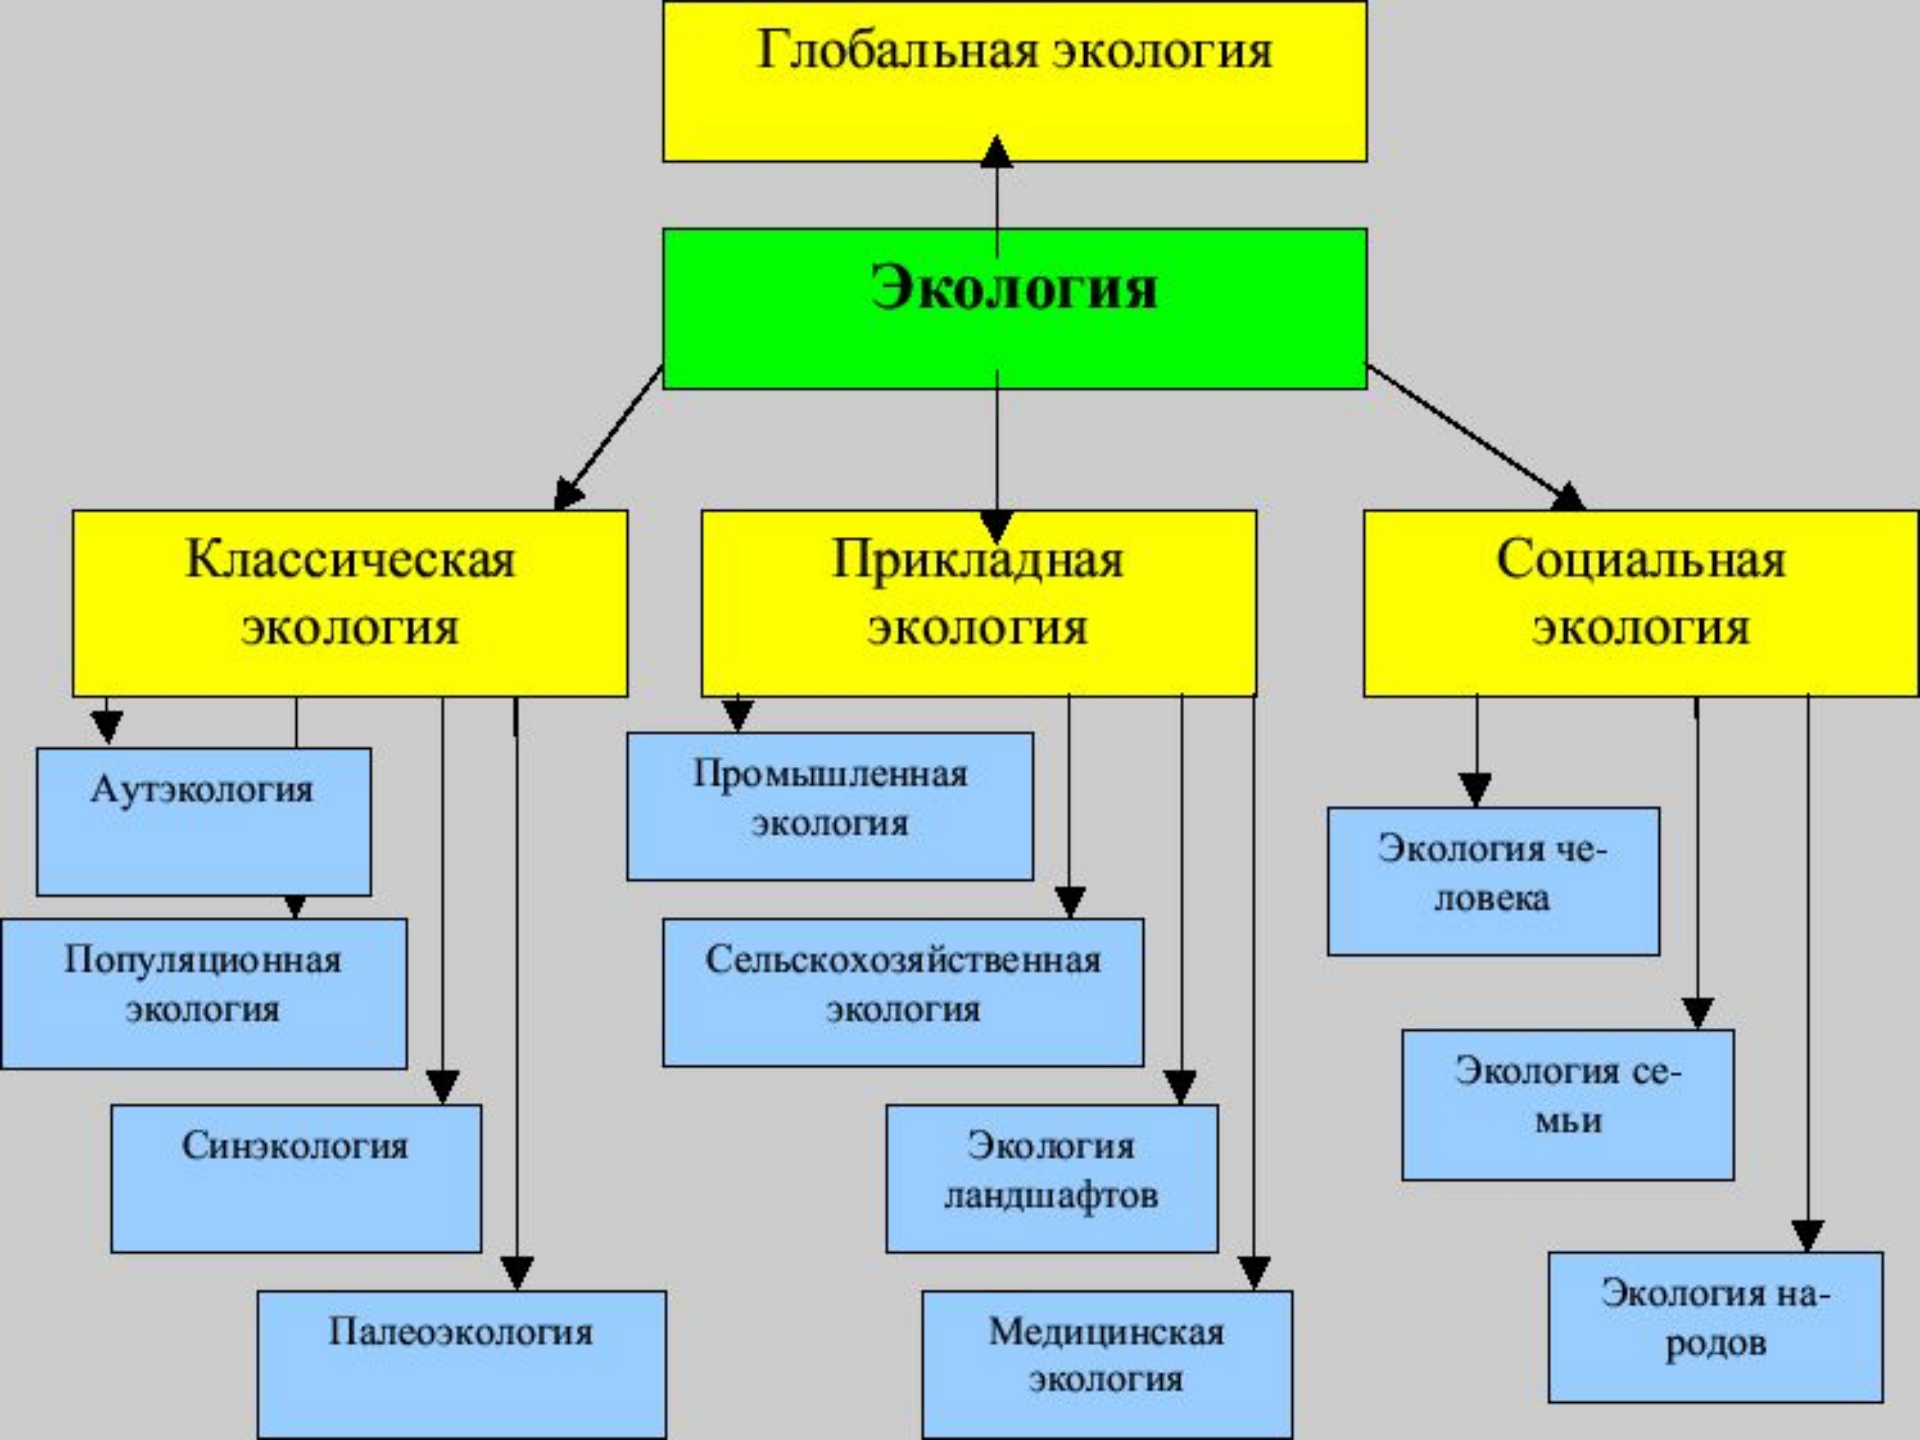 Глобальная экология
Экология
Классическая
экология
Прикладная
экология
Социальная
экология
Аутэкология
Популяционная
экология
Синэкология
Палеоэкология
Промышленная
экология
Сельскохозяйственная
экология
Экология
ландшафтов
Медицинская
экология
Экология че-
ловека
Экология се-
мьи
Экология на-
родов